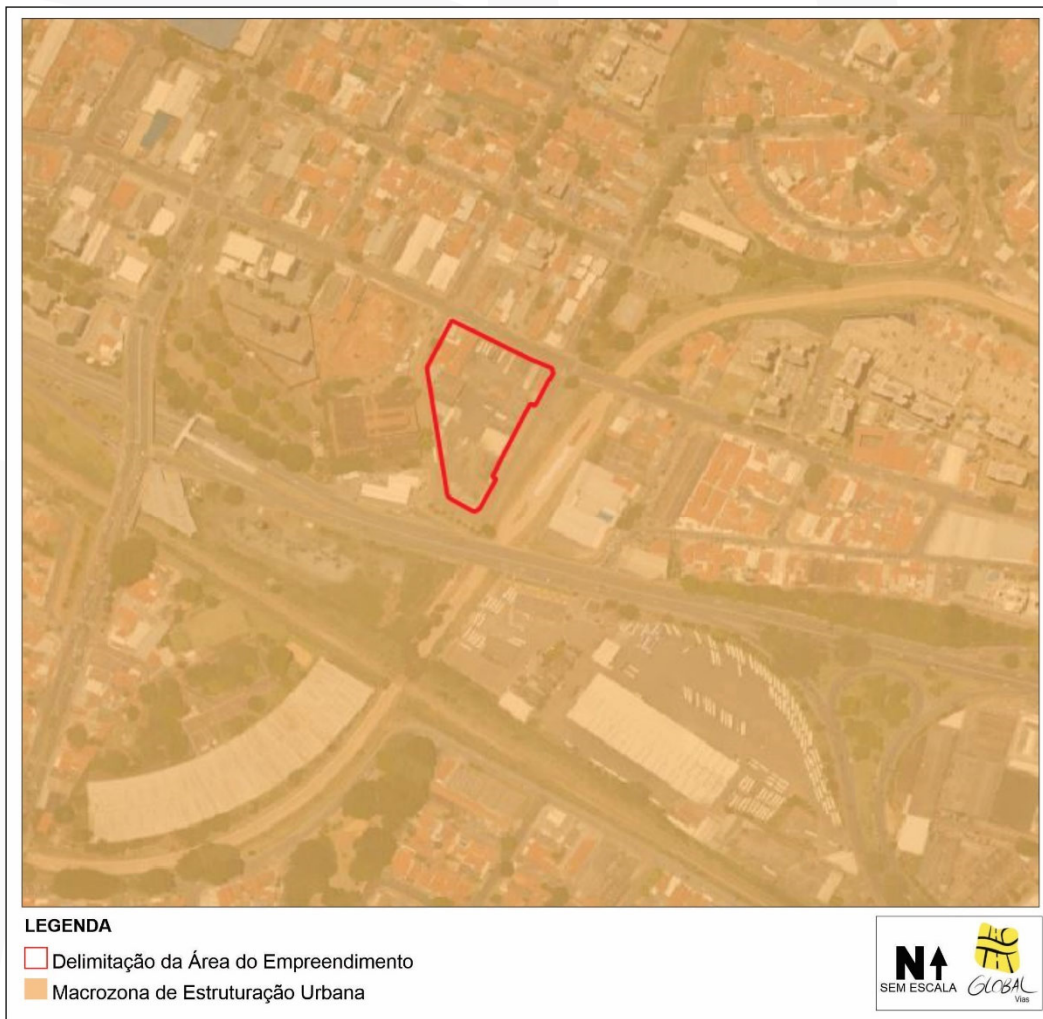 LEGENDA
Delimitação da Área do Empreendimento
Macrozona de Estruturação Urbana
N
SEM ESCALA
GLOBAL
Vias